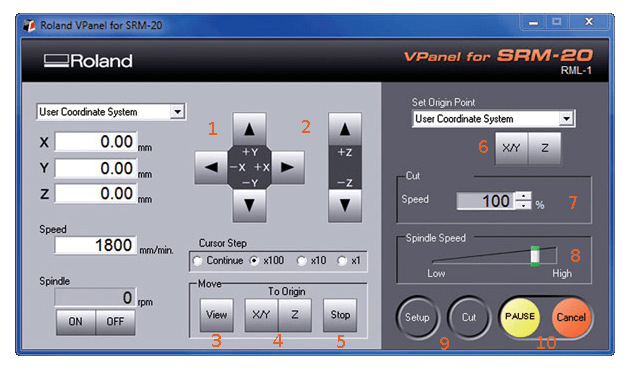 Roland VPanel for SRM-20
Roland
VPanel for SRM-20
RML-1
User Coordinate System
X 0.00 mm
Y 0.00 mm
Z 0.00 mm
Speed
1800 mm/min.
Spindle
0 rpm
ON OFF
1
+Y
-X +X
-Y
2
+Z
-Z
Cursor Step
Continue x100 x10 x1
Move
To Origin
View X/Y Z Stop
3 4 5
Set Origin Point
User Coordinate System
6 X/Y Z
Cut
Speed 100 % 7
Spindle Speed
8
Low High
Setup Cut PAUSE Cancel
9 10